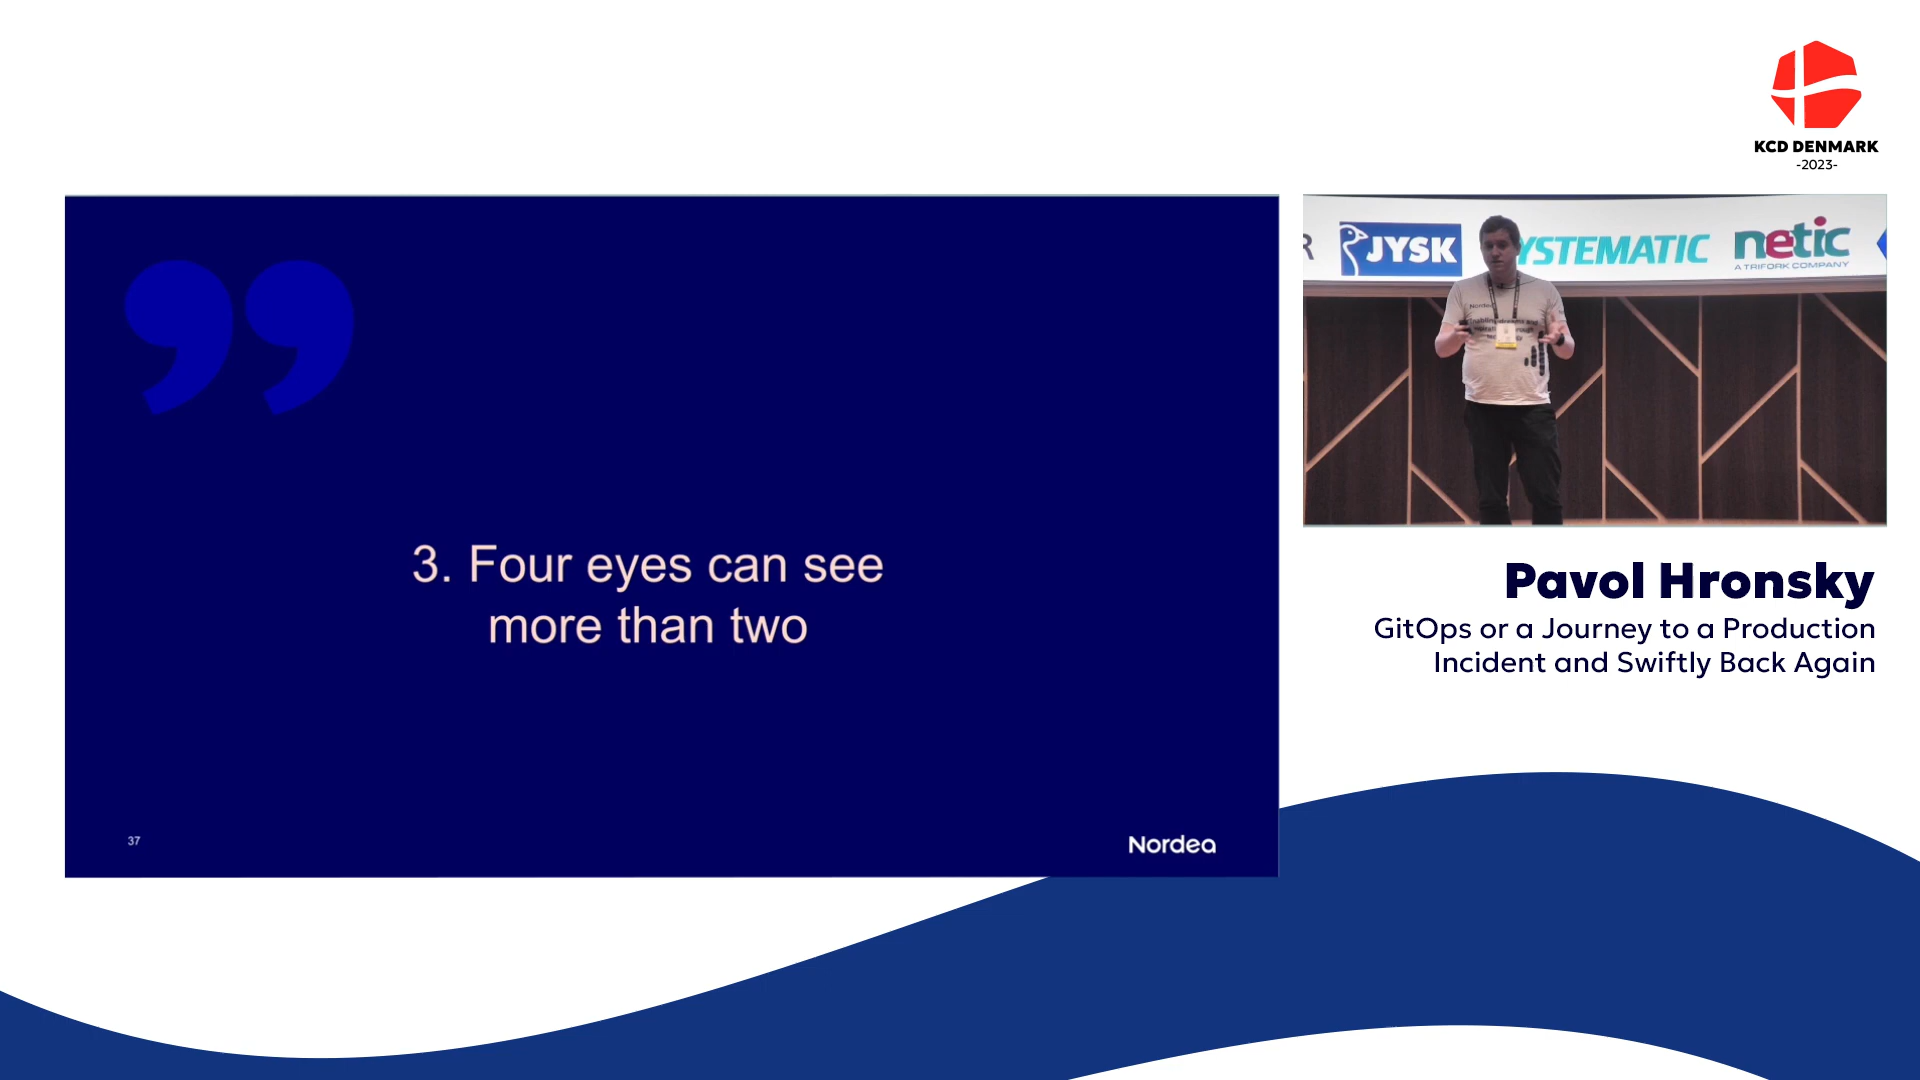 KCD DENMARK
-2023-
JYSK
YSTEMATIC
netic
A TRIFORK COMPANY
Nordea
3. Four eyes can see
more than two
37
Nordea
Pavol Hronsky
GitOps or a Journey to a Production
Incident and Swiftly Back Again